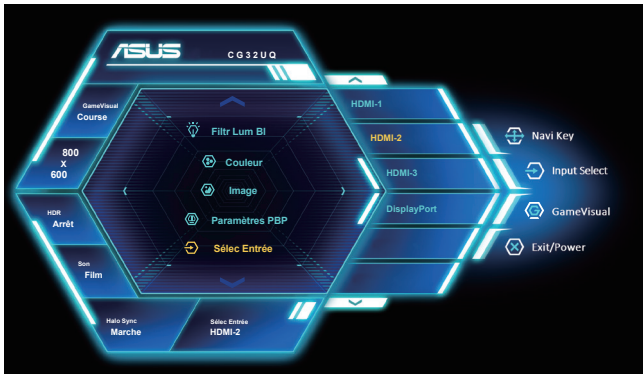 ASUS
CG32UQ
GameVisual
Course
800
X
600
HDR
Arrêt
Son
Film
Halo Sync
Marche
Sélec Entrée
HDMI-2
Filtr Lum Bl
Couleur
Image
Paramètres PBP
Sélec Entrée
HDMI-1
HDMI-2
HDMI-3
DisplayPort
Navi Key
Input Select
GameVisual
Exit/Power